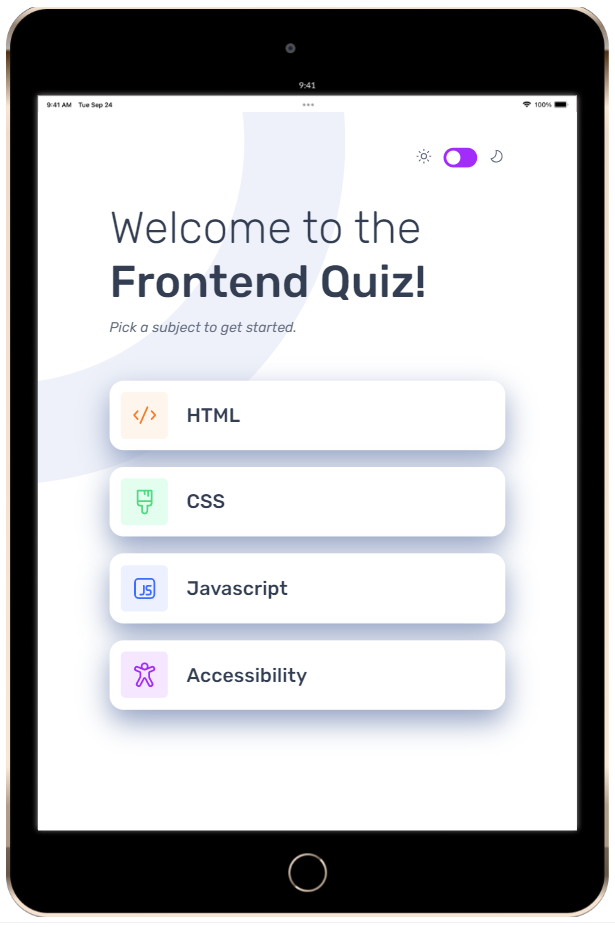 9:41
9:41 AM Tue Sep 24
100%
Welcome to the
Frontend Quiz!
Pick a subject to get started.
</> HTML
CSS
JS Javascript
Accessibility